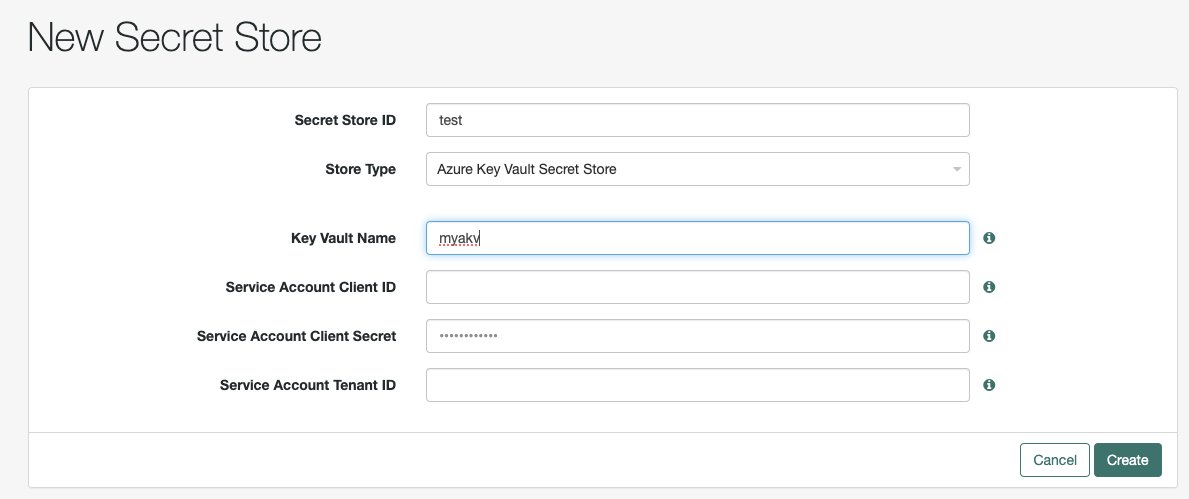 New Secret Store
Secret Store ID test
Store Type Azure Key Vault Secret Store
Key Vault Name myakv
Service Account Client ID
Service Account Client Secret ••••••••••••
Service Account Tenant ID
Cancel Create